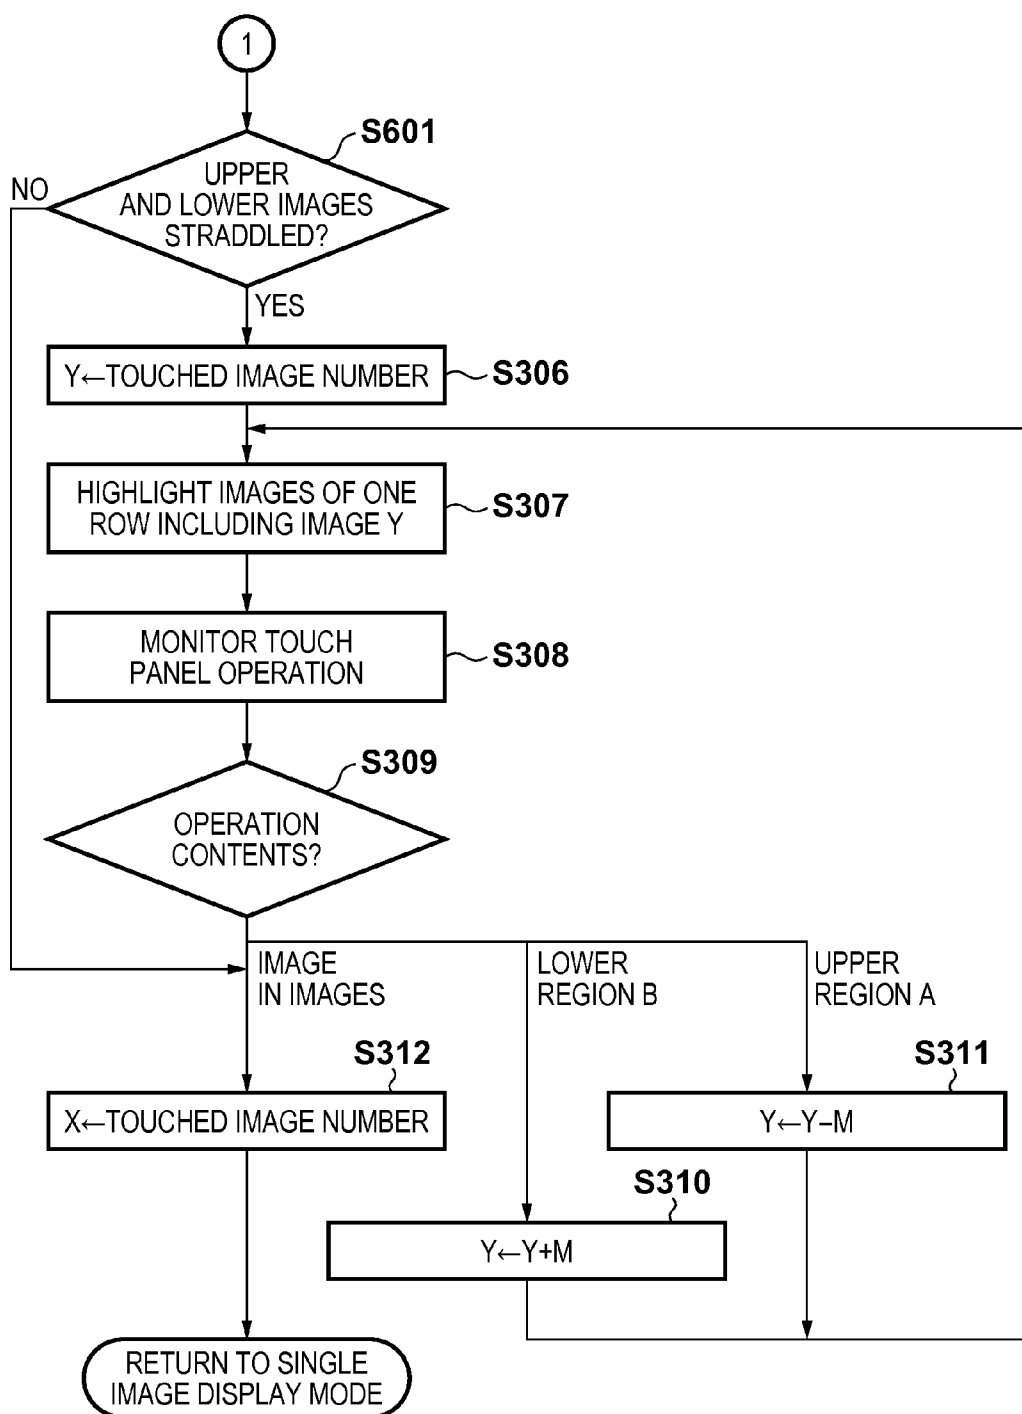 1
S601
UPPER
AND LOWER IMAGES
STRADDLED?
NO
YES
Y←TOUCHED IMAGE NUMBER
S306
HIGHLIGHT IMAGES OF ONE
ROW INCLUDING IMAGE Y
S307
MONITOR TOUCH
PANEL OPERATION
S308
S309
OPERATION
CONTENTS?
IMAGE
IN IMAGES
LOWER
REGION B
UPPER
REGION A
S312
X←TOUCHED IMAGE NUMBER
S311
Y←Y−M
S310
Y←Y+M
RETURN TO SINGLE
IMAGE DISPLAY MODE